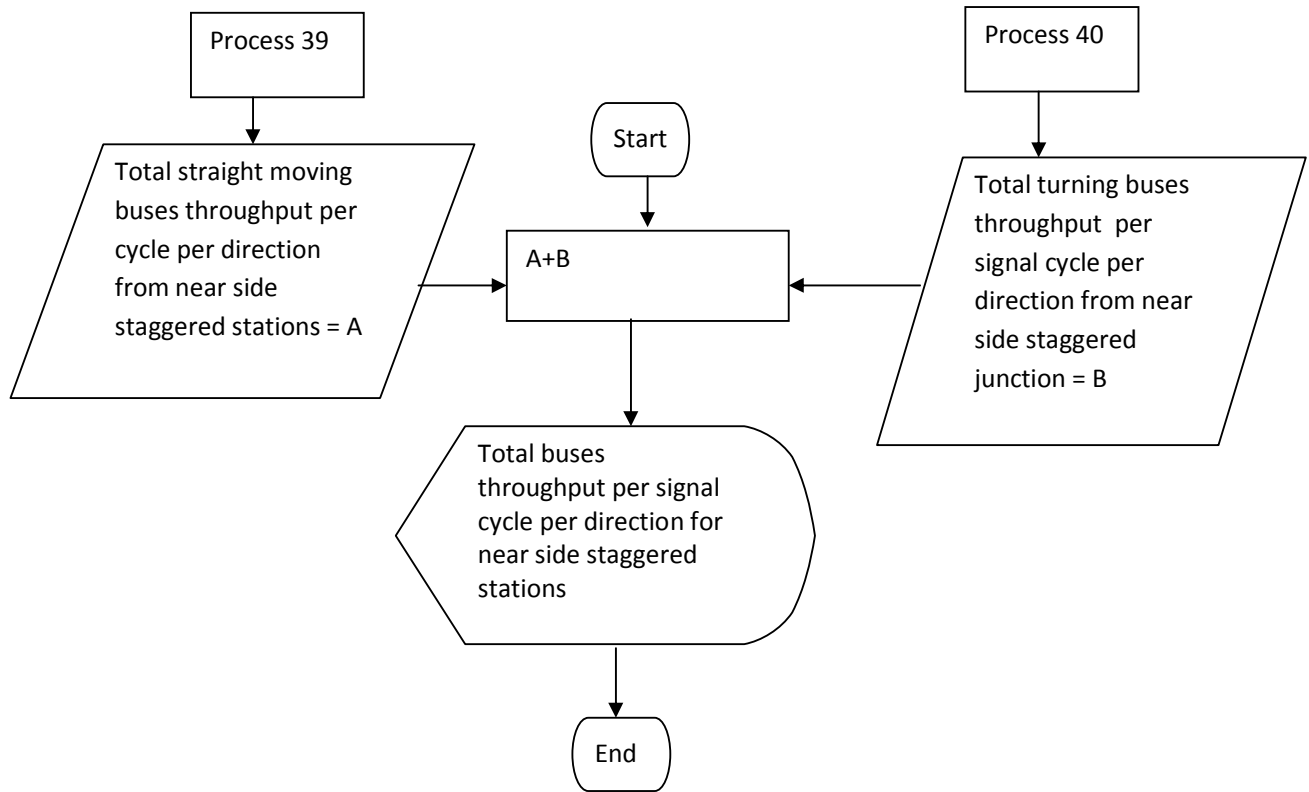 Process 39
Process 40
Start
Total straight moving
buses throughput per
cycle per direction
from near side
staggered stations = A
A+B
Total turning buses
throughput  per
signal cycle per
direction from near
side staggered
junction = B
Total buses
throughput per signal
cycle per direction for
near side staggered
stations
End